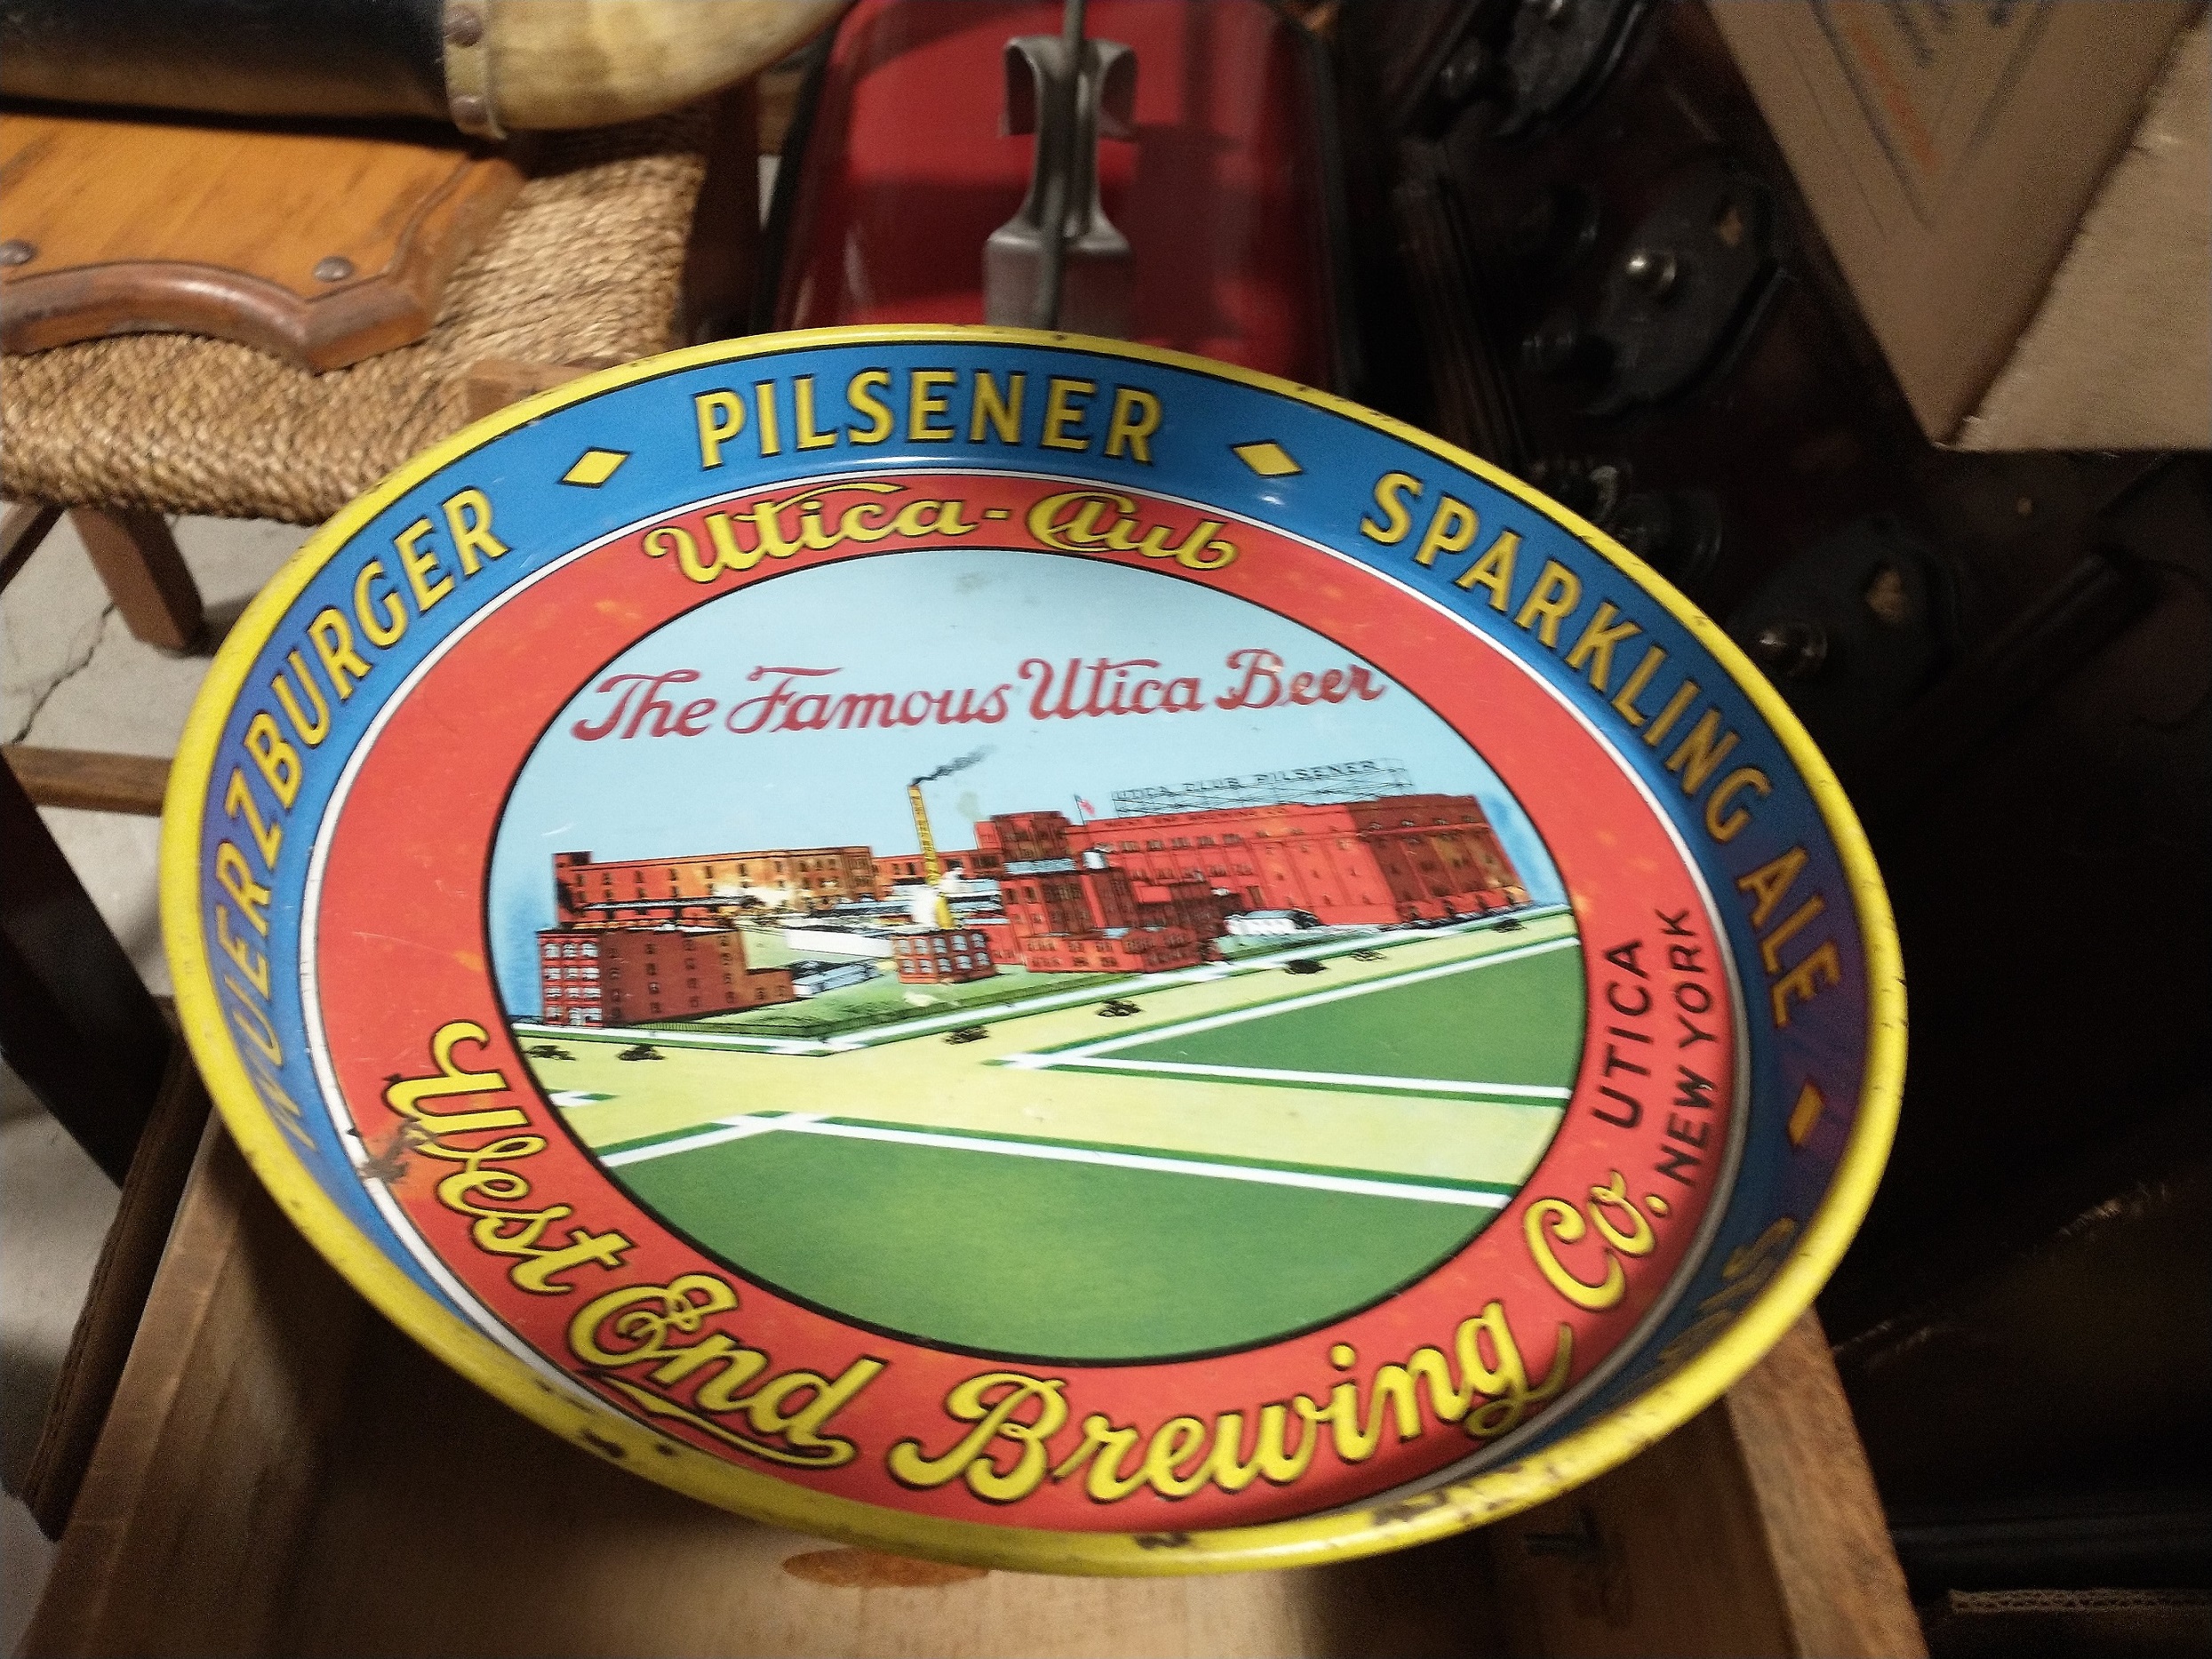 WUERZBURGER ◆ PILSENER ◆ SPARKLING ALE ◆
Utica-Club
The Famous Utica Beer
UTICA CLUB PILSENER
West End Brewing Co.
UTICA
NEW YORK